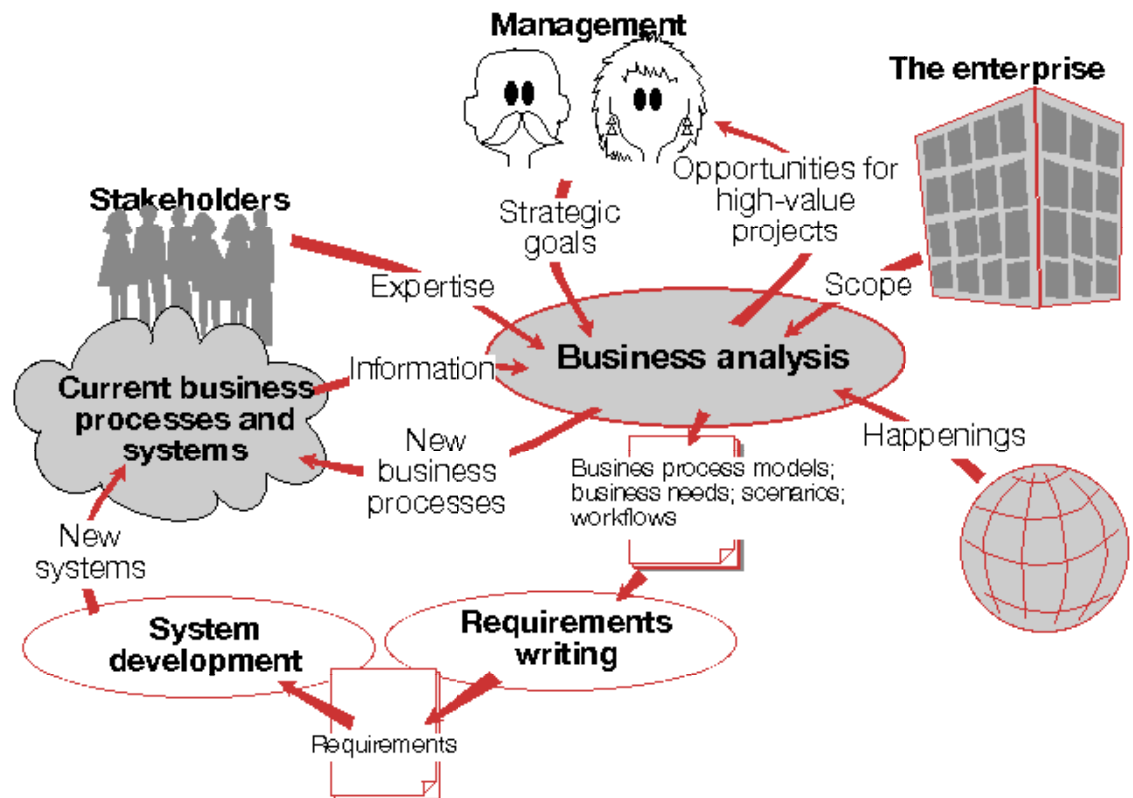 Management
The enterprise
Opportunities for
high-value
projects
Stakeholders
Strategic
goals
Expertise
Scope
Business analysis
Information
Current business
processes and
systems
New
business
processes
Happenings
Busines process models;
business needs; scenarios;
workflows
New
systems
System
development
Requirements
writing
Requirements